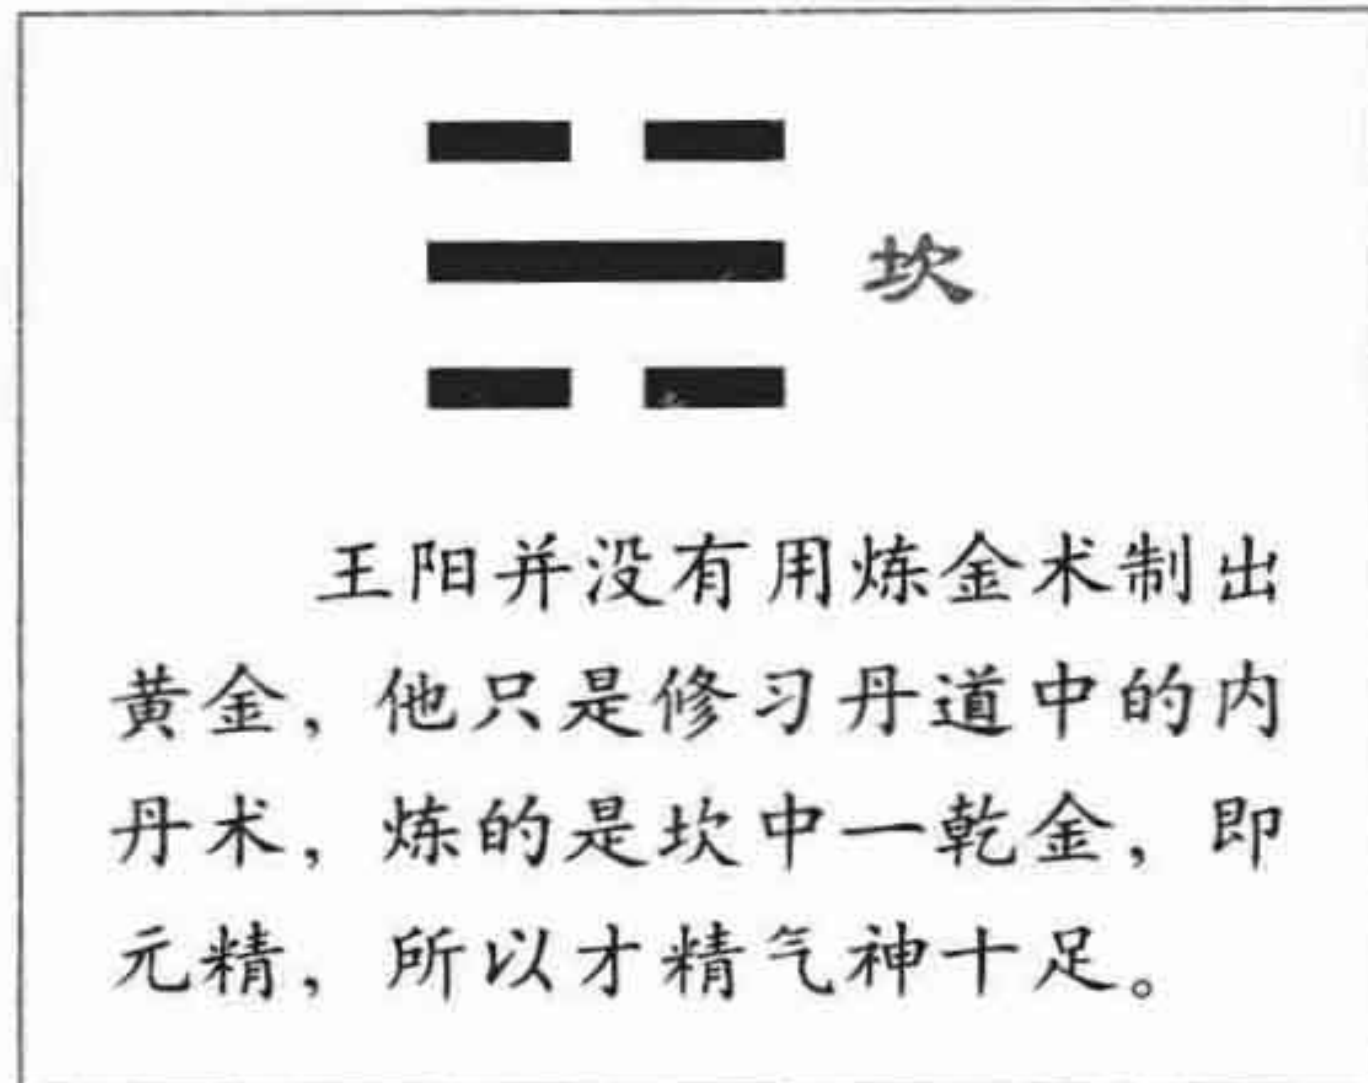 坎
王阳并没有用炼金术制出
黄金，他只是修习丹道中的内
丹术，炼的是坎中一乾金，即
元精，所以才精气神十足。